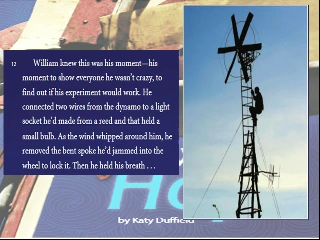 12 William knew this was his moment—his
moment to show everyone he wasn't crazy, to
find out if his experiment would work. He
connected two wires from the dynamo to a light
socket he'd made from a reed and that held a
small bulb. As the wind whipped around him, he
removed the bent spoke he'd jammed into the
wheel to lock it. Then he held his breath . . .
by Katy Duffield